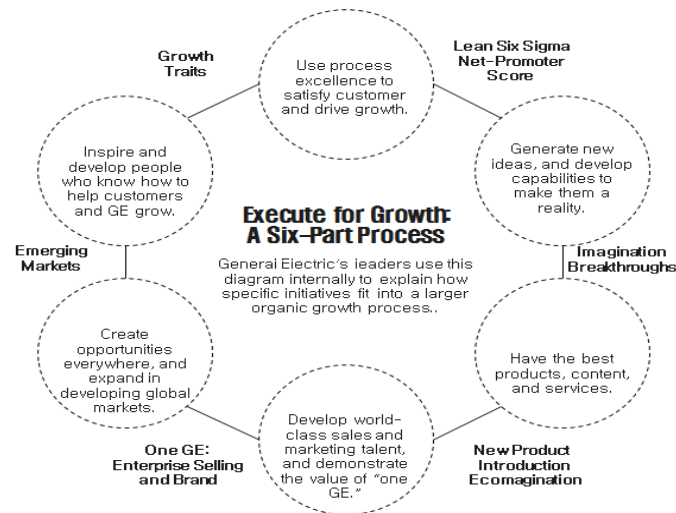 Growth
Traits
Use process
excellence to
satisfy customer
and drive growth.
Lean Six Sigma
Net-Promoter
Score
Inspire and
develop people
who know how to
help customers
and GE grow.
Generate new
ideas, and develop
capabilities to
make them a
reality.
Execute for Growth:
A Six-Part Process
General Electric's leaders use this
diagram internally to explain how
specific initiatives fit into a larger
organic growth process..
Emerging
Markets
Imagination
Breakthroughs
Create
opportunities
everywhere, and
expand in
developing global
markets.
Have the best
products, content,
and services.
Develop world-
class sales and
marketing talent,
and demonstrate
the value of "one
GE."
One GE:
Enterprise Selling
and Brand
New Product
Introduction
Ecomagination